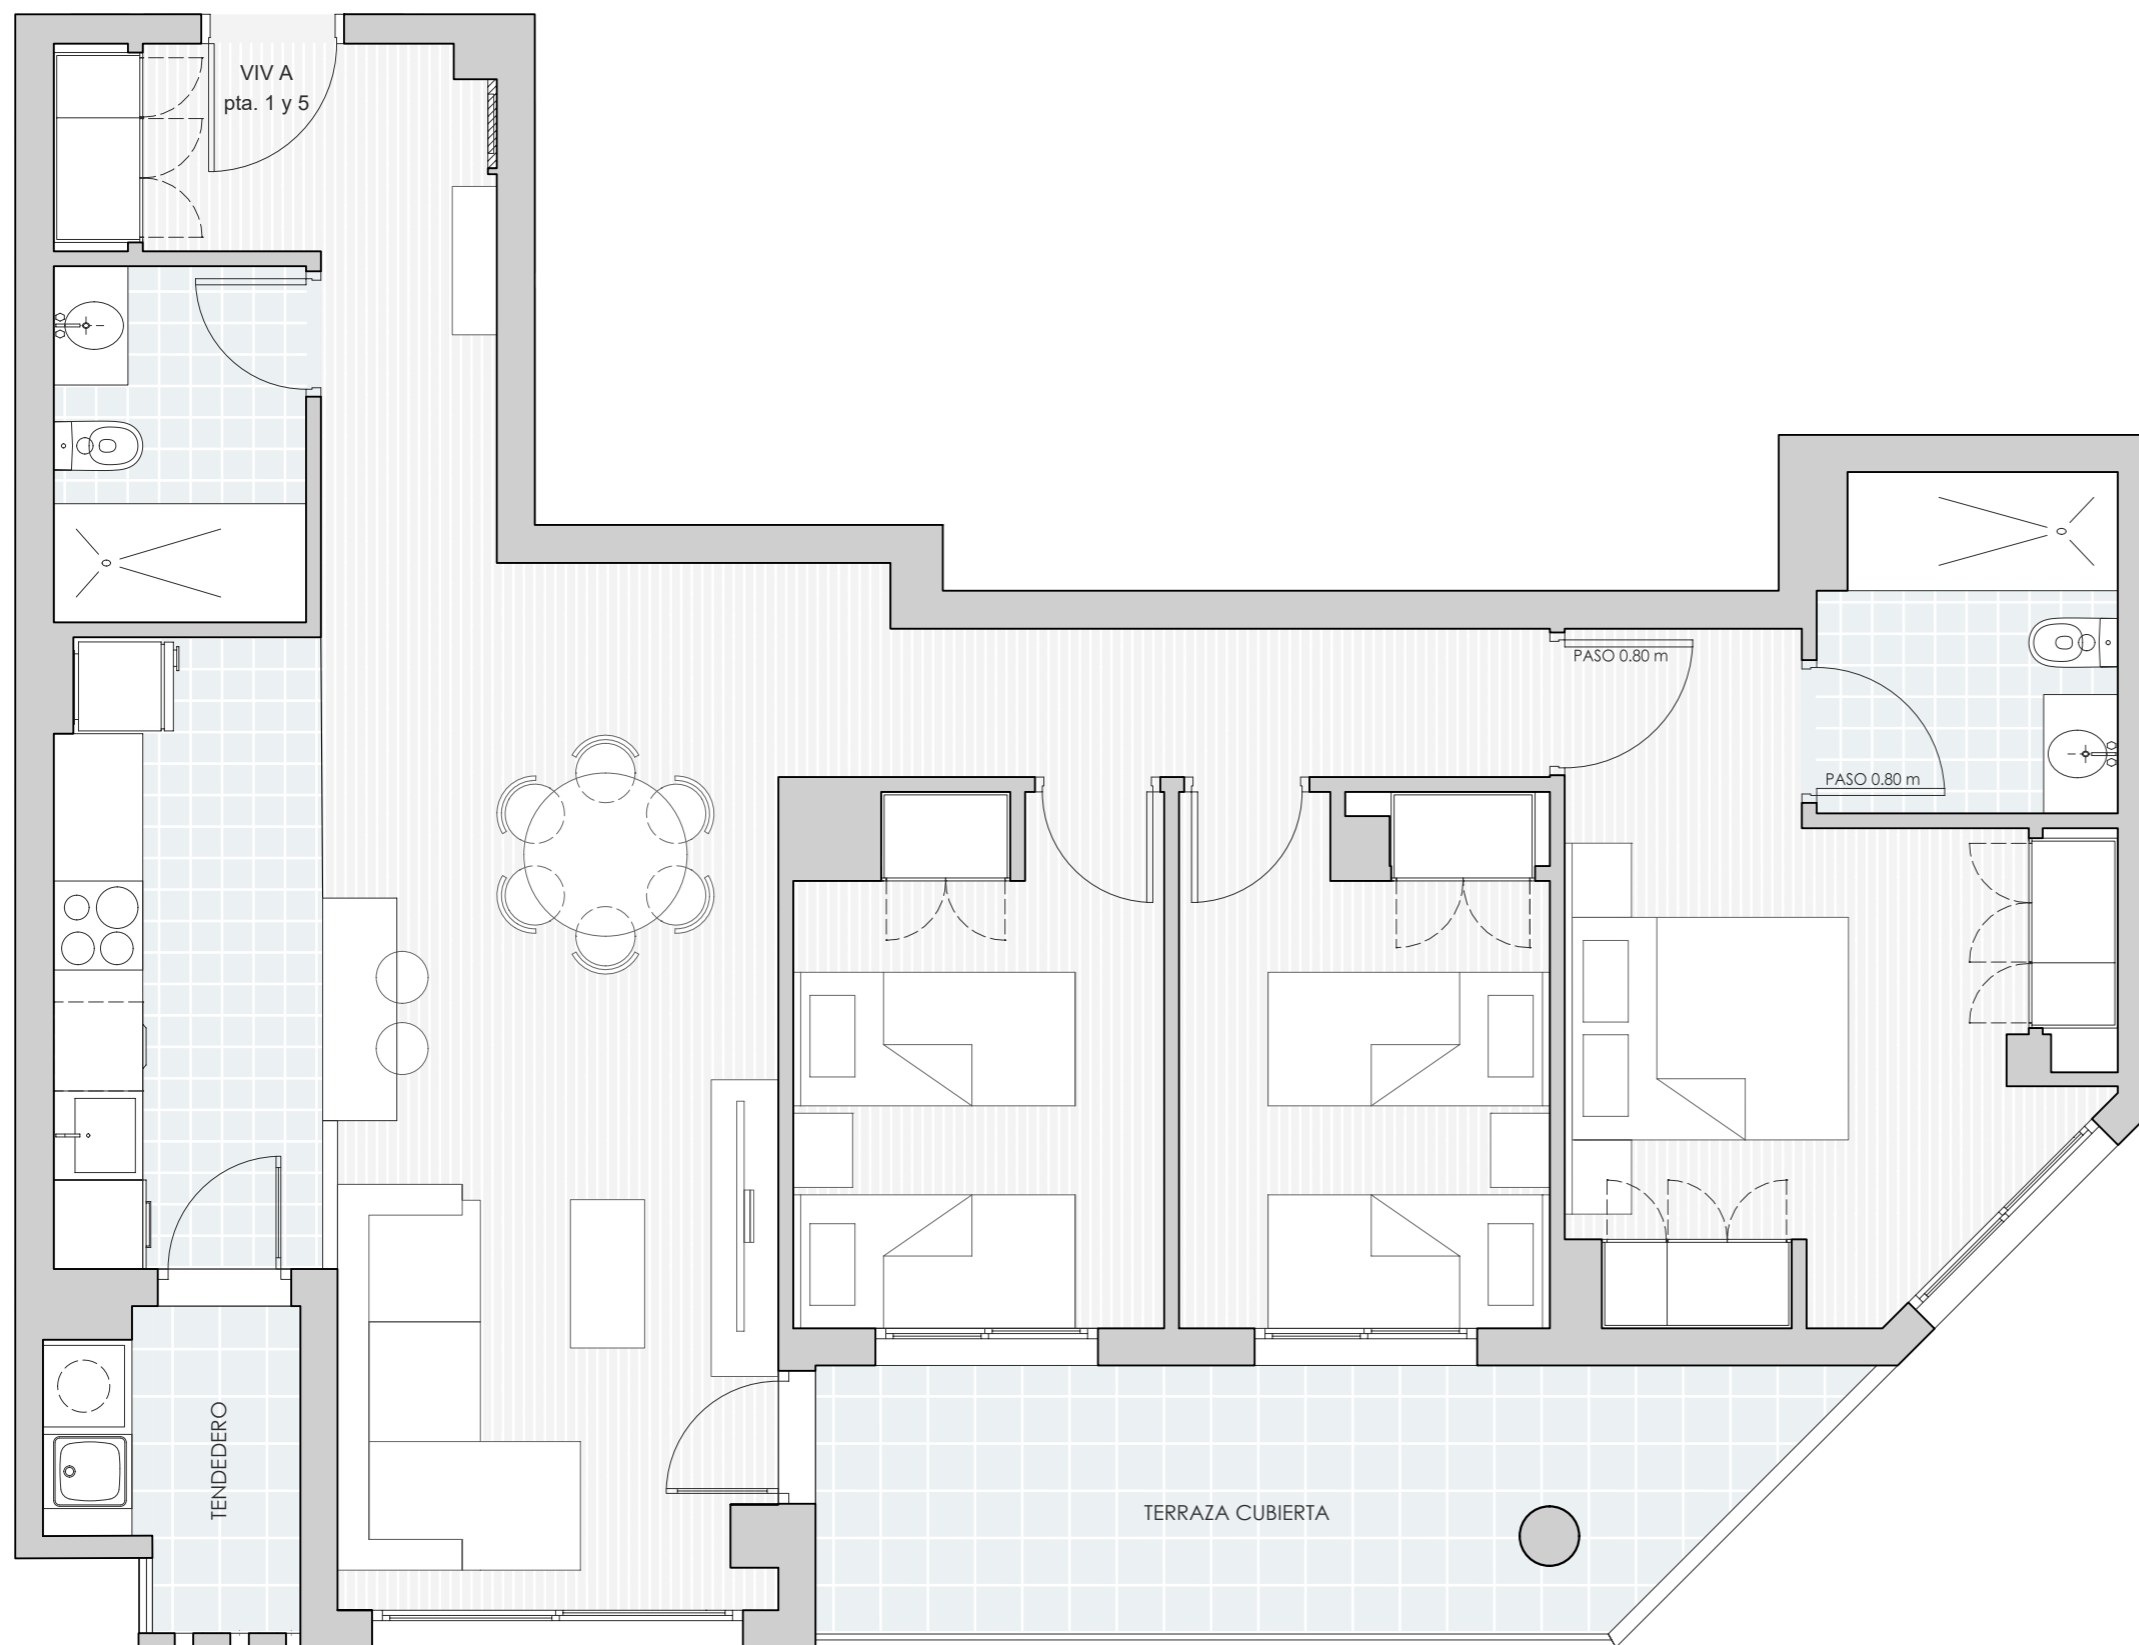 VIV A
pta. 1 y 5
PASO 0.80 m
PASO 0.80 m
TENDEDERO
TERRAZA CUBIERTA